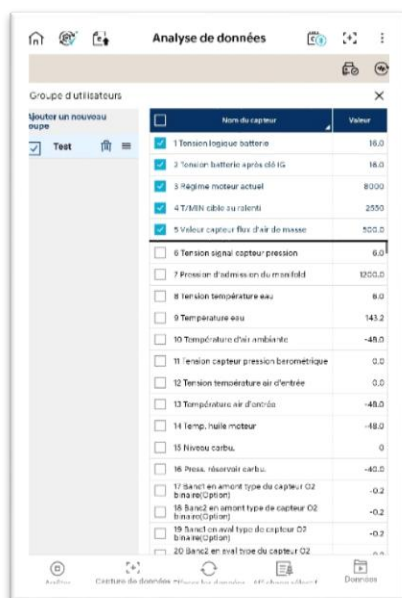 Analyse de données
Groupe d'utilisateurs
Ajouter un nouveau
groupe
Test
Nom du capteur
Valeur
1 Tension logique batterie
16.0
2 Tension batterie après clé IG
16.0
3 Régime moteur actuel
8000
4 T/MIN cible au ralenti
2550
5 Valeur capteur flux d'air de masse
500.0
6 Tension signal capteur pression
6.0
7 Pression d'admission du manifold
1200.0
8 Tension température eau
6.0
9 Température eau
143.2
10 Température d'air ambiante
-48.0
11 Tension capteur pression barométrique
0.0
12 Tension température air d'entrée
0.0
13 Température air d'entrée
-48.0
14 Temp. huile moteur
-48.0
15 Niveau carbu.
0
16 Press. réservoir carbu.
-40.0
17 Banc1 en amont type du capteur O2
binaire(Option)
-0.2
18 Banc2 en amont type du capteur O2
binaire(Option)
-0.2
19 Banc1 en aval type de capteur O2
binaire(Option)
-0.2
20 Banc2 en aval type du capteur O2
Capture de données
Données